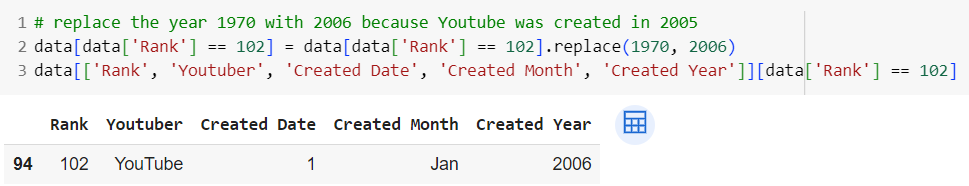 1 # replace the year 1970 with 2006 because Youtube was created in 2005
2 data[data['Rank'] == 102] = data[data['Rank'] == 102].replace(1970, 2006)
3 data[['Rank', 'Youtuber', 'Created Date', 'Created Month', 'Created Year']][data['Rank'] == 102]
Rank Youtuber Created Date Created Month Created Year
94 102 YouTube 1 Jan 2006